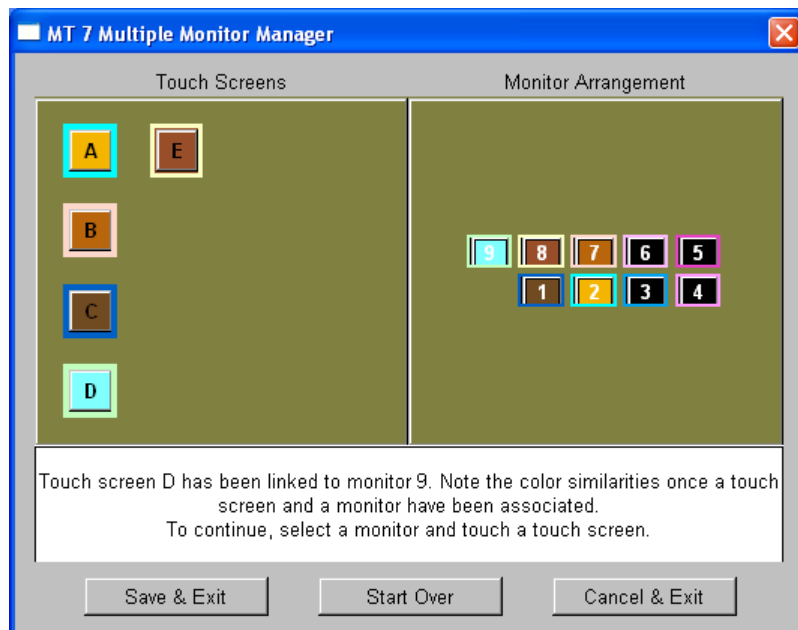 MT 7 Multiple Monitor Manager
Touch Screens
Monitor Arrangement
A E
B
C
D
9 8 7 6 5
1 2 3 4
Touch screen D has been linked to monitor 9. Note the color similarities once a touch
screen and a monitor have been associated.
To continue, select a monitor and touch a touch screen.
Save & Exit
Start Over
Cancel & Exit